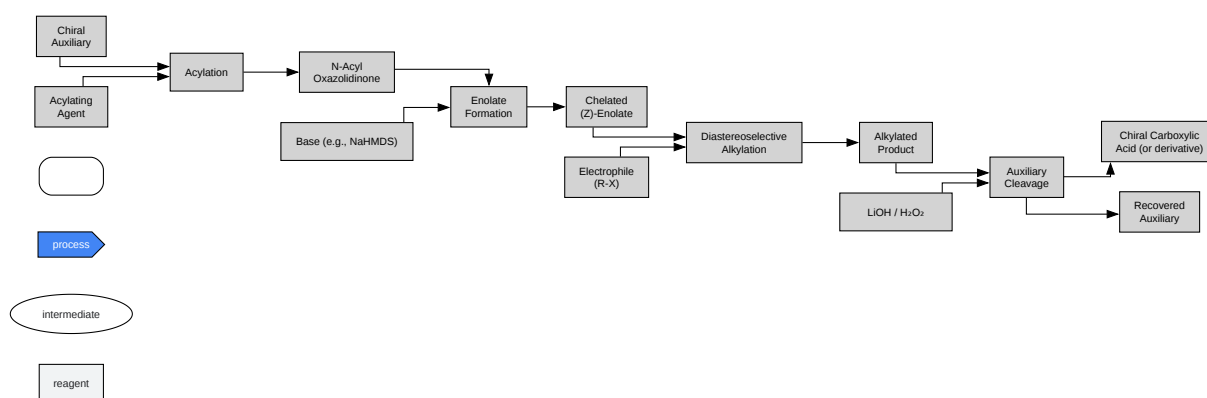 Chiral
Auxiliary
Acylating
Agent
Acylation
N-Acyl
Oxazolidinone
Base (e.g., NaHMDS)
Enolate
Formation
Chelated
(Z)-Enolate
Electrophile
(R-X)
Diastereoselective
Alkylation
Alkylated
Product
LiOH / H₂O₂
Auxiliary
Cleavage
Chiral Carboxylic
Acid (or derivative)
Recovered
Auxiliary
process
intermediate
reagent